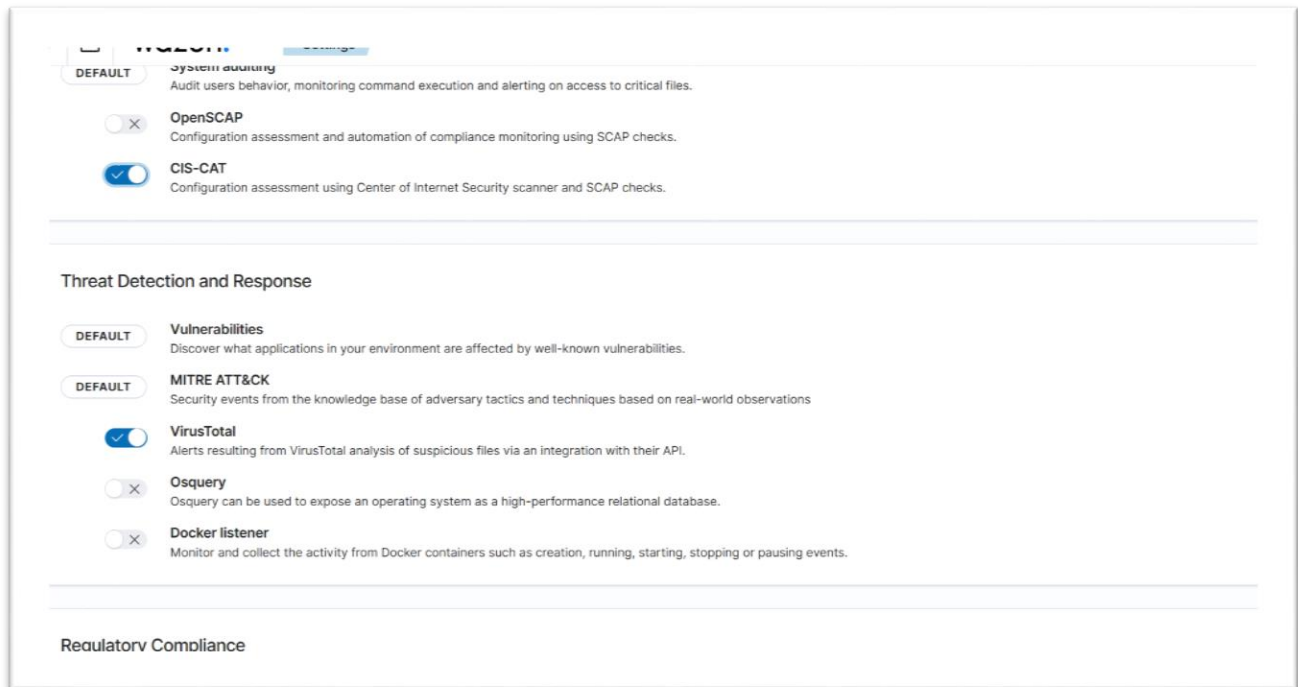 wazuh.
Settings
DEFAULT
System auditing
Audit users behavior, monitoring command execution and alerting on access to critical files.
OpenSCAP
Configuration assessment and automation of compliance monitoring using SCAP checks.
CIS-CAT
Configuration assessment using Center of Internet Security scanner and SCAP checks.
Threat Detection and Response
DEFAULT
Vulnerabilities
Discover what applications in your environment are affected by well-known vulnerabilities.
DEFAULT
MITRE ATT&CK
Security events from the knowledge base of adversary tactics and techniques based on real-world observations
VirusTotal
Alerts resulting from VirusTotal analysis of suspicious files via an integration with their API.
Osquery
Osquery can be used to expose an operating system as a high-performance relational database.
Docker listener
Monitor and collect the activity from Docker containers such as creation, running, starting, stopping or pausing events.
Regulatory Compliance